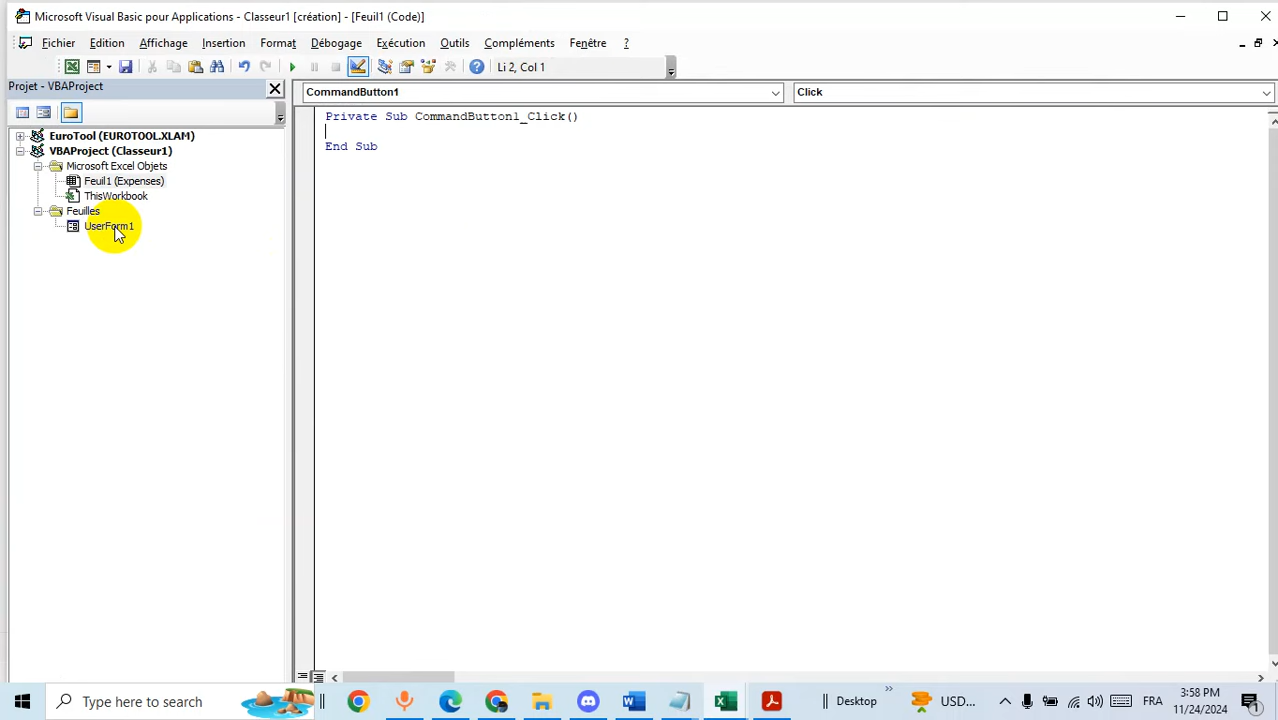 Microsoft Visual Basic pour Applications - Classeur1 [création] - [Feuil1 (Code)]
Fichier Edition Affichage Insertion Format Débogage Exécution Outils Compléments Fenêtre ?
Li 2, Col 1
Projet - VBAProject
CommandButton1
Click
EuroTool (EUROTOOL.XLAM)
VBAProject (Classeur1)
Microsoft Excel Objets
Feuil1 (Expenses)
ThisWorkbook
Feuilles
UserForm1
Private Sub CommandButton1_Click()
End Sub
Type here to search
Desktop
USD...
FRA
3:58 PM
11/24/2024
1